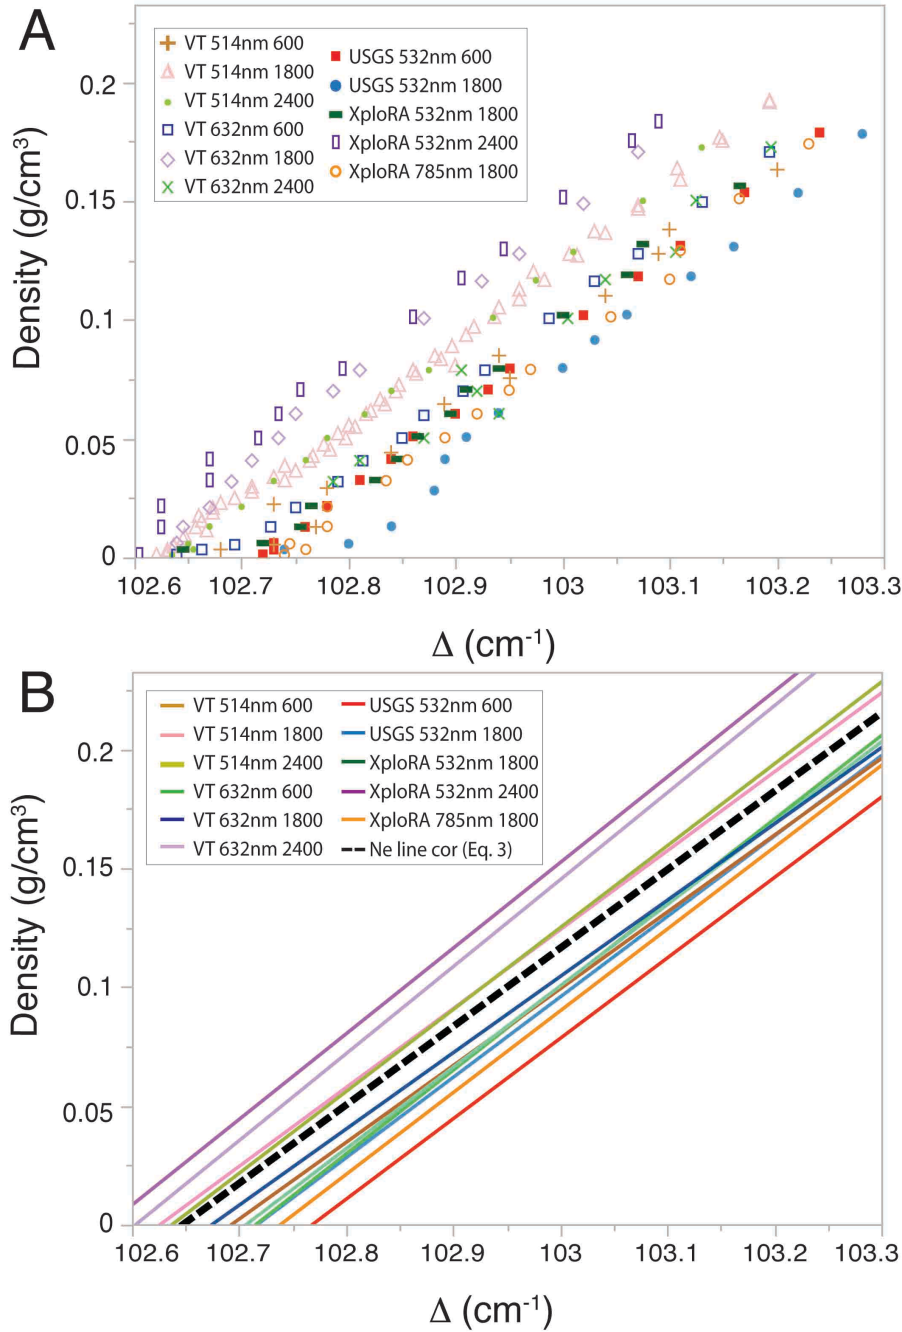 A
VT 514nm 600
VT 514nm 1800
VT 514nm 2400
VT 632nm 600
VT 632nm 1800
VT 632nm 2400
USGS 532nm 600
USGS 532nm 1800
XploRA 532nm 1800
XploRA 532nm 2400
XploRA 785nm 1800
Density (g/cm³)
0.2
0.15
0.1
0.05
0
102.6 102.7 102.8 102.9 103 103.1 103.2 103.3
Δ (cm⁻¹)
B
VT 514nm 600
VT 514nm 1800
VT 514nm 2400
VT 632nm 600
VT 632nm 1800
VT 632nm 2400
USGS 532nm 600
USGS 532nm 1800
XploRA 532nm 1800
XploRA 532nm 2400
XploRA 785nm 1800
Ne line cor (Eq. 3)
Density (g/cm³)
0.2
0.15
0.1
0.05
0
102.6 102.7 102.8 102.9 103 103.1 103.2 103.3
Δ (cm⁻¹)